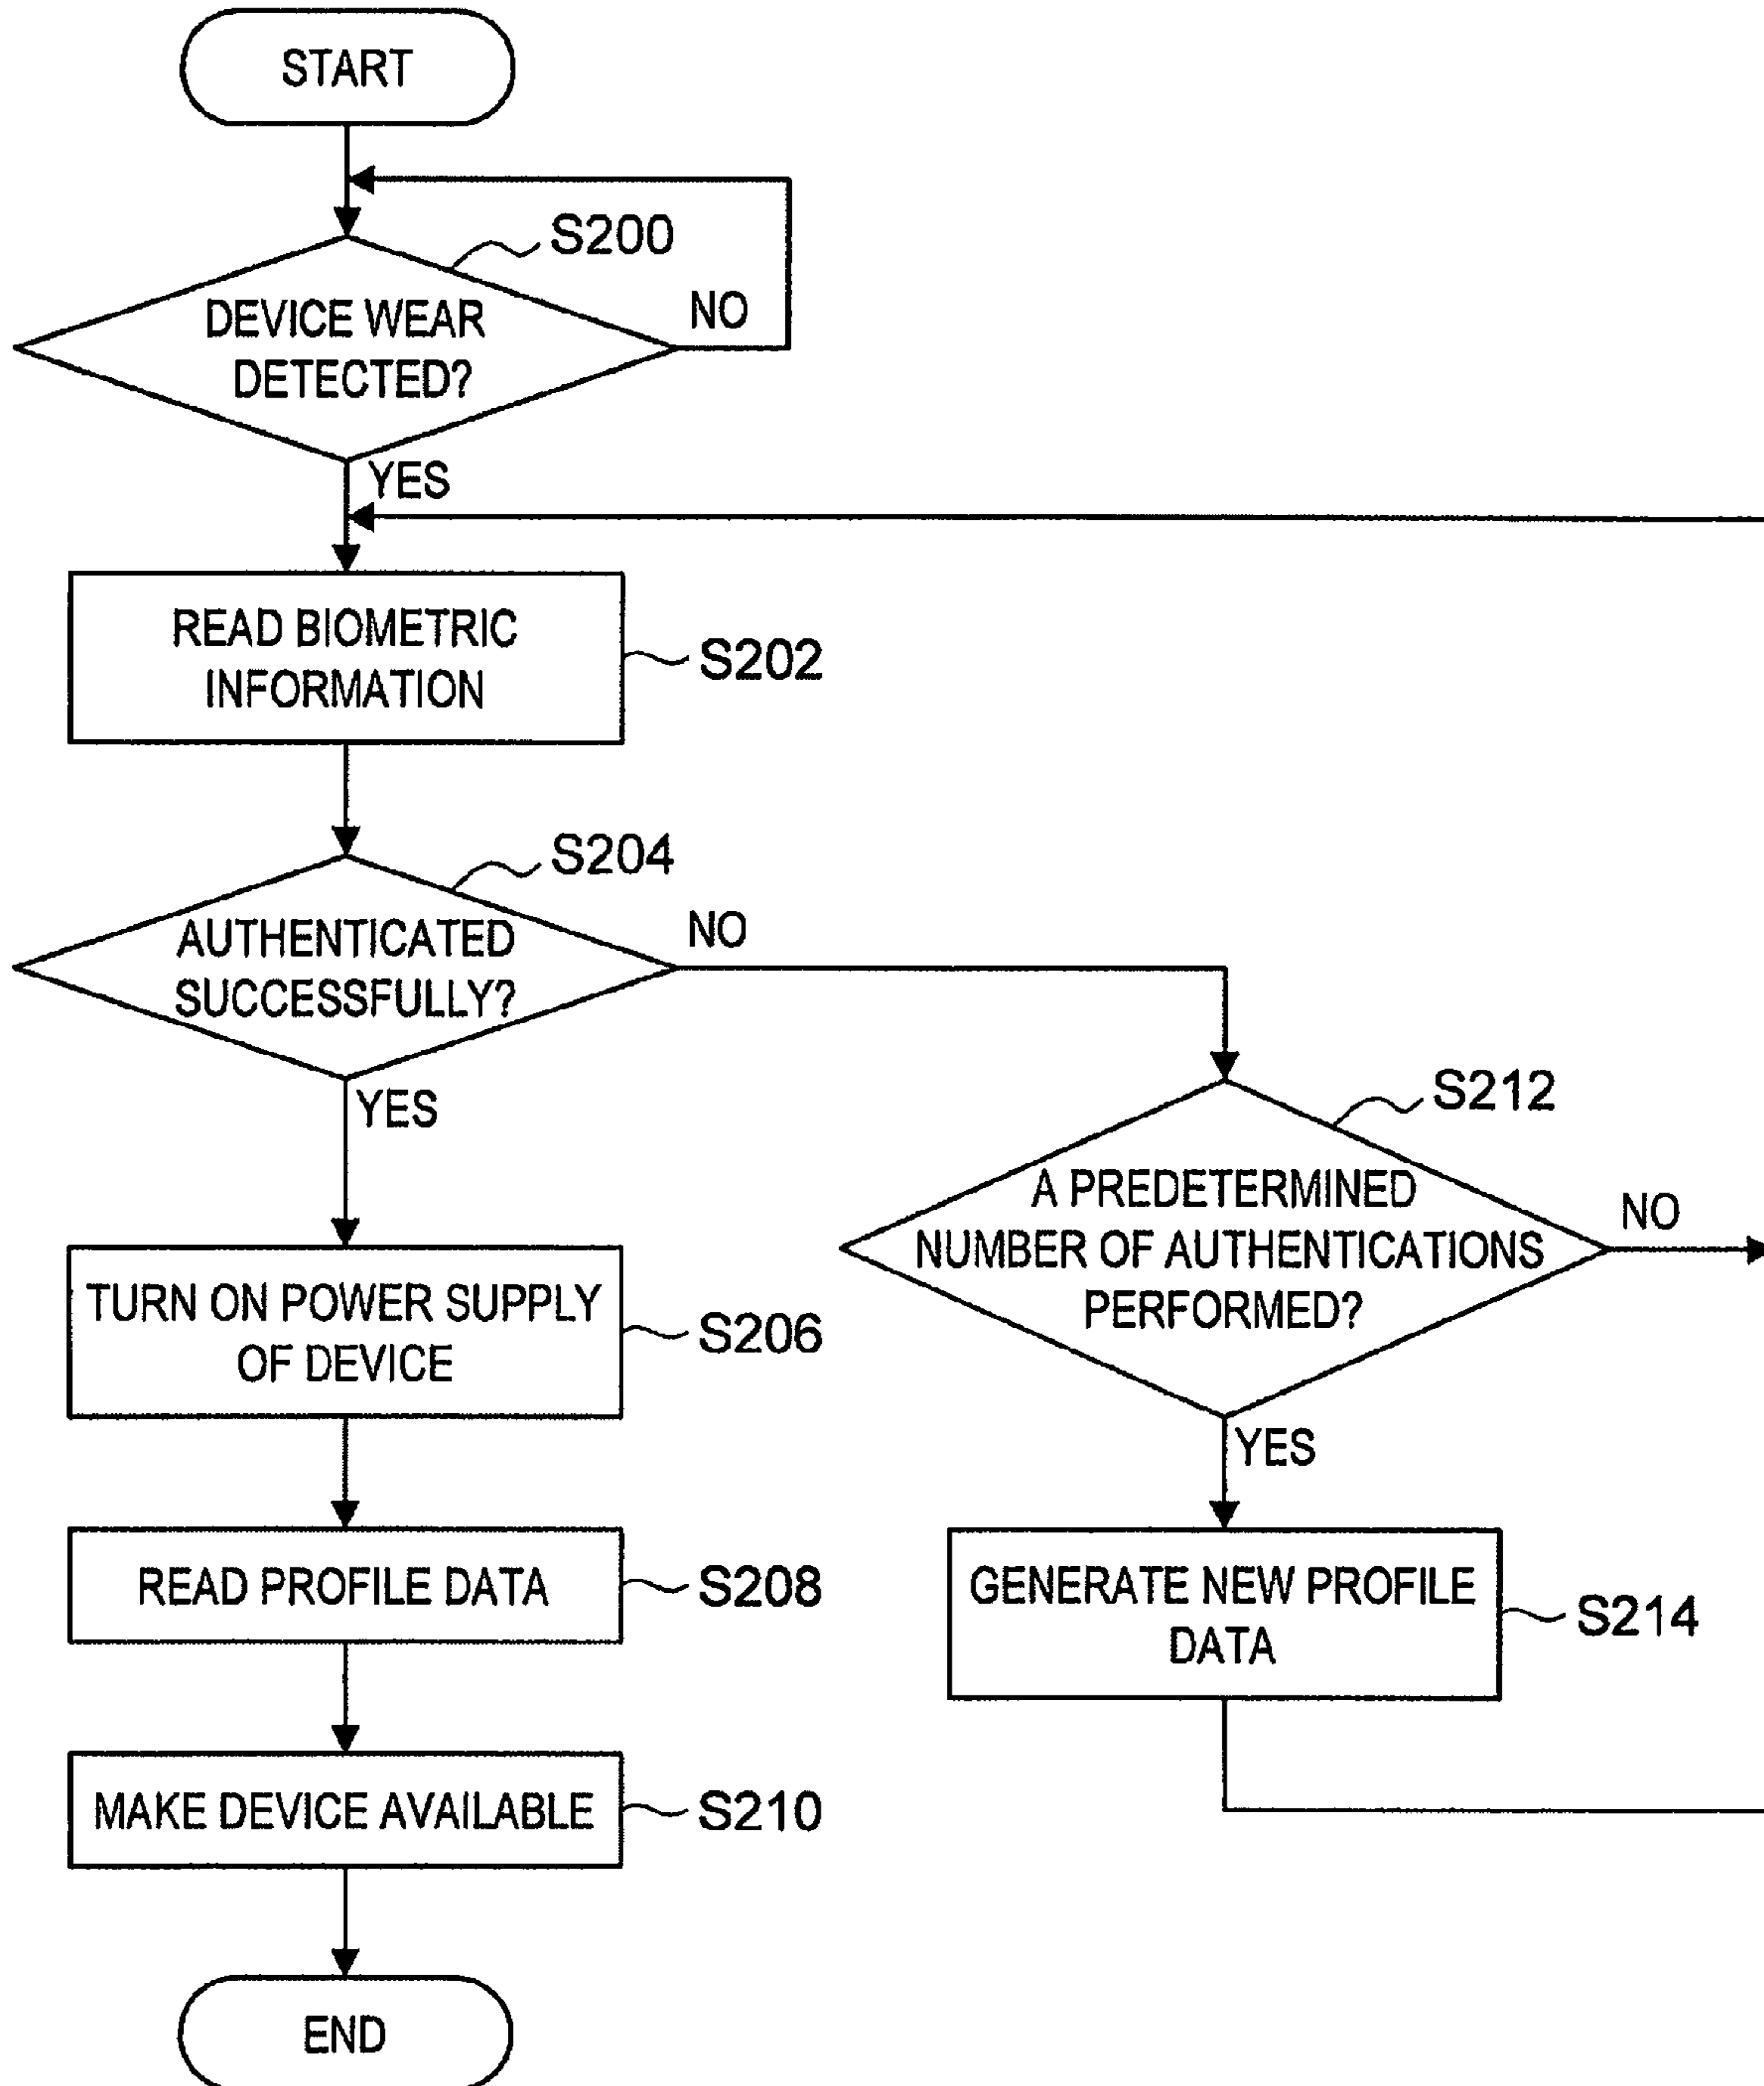 START
S200
DEVICE WEAR
DETECTED?
NO
YES
READ BIOMETRIC
INFORMATION
S202
S204
AUTHENTICATED
SUCCESSFULLY?
NO
YES
S212
A PREDETERMINED
NUMBER OF AUTHENTICATIONS
PERFORMED?
NO
YES
TURN ON POWER SUPPLY
OF DEVICE
S206
READ PROFILE DATA
S208
GENERATE NEW PROFILE
DATA
S214
MAKE DEVICE AVAILABLE
S210
END